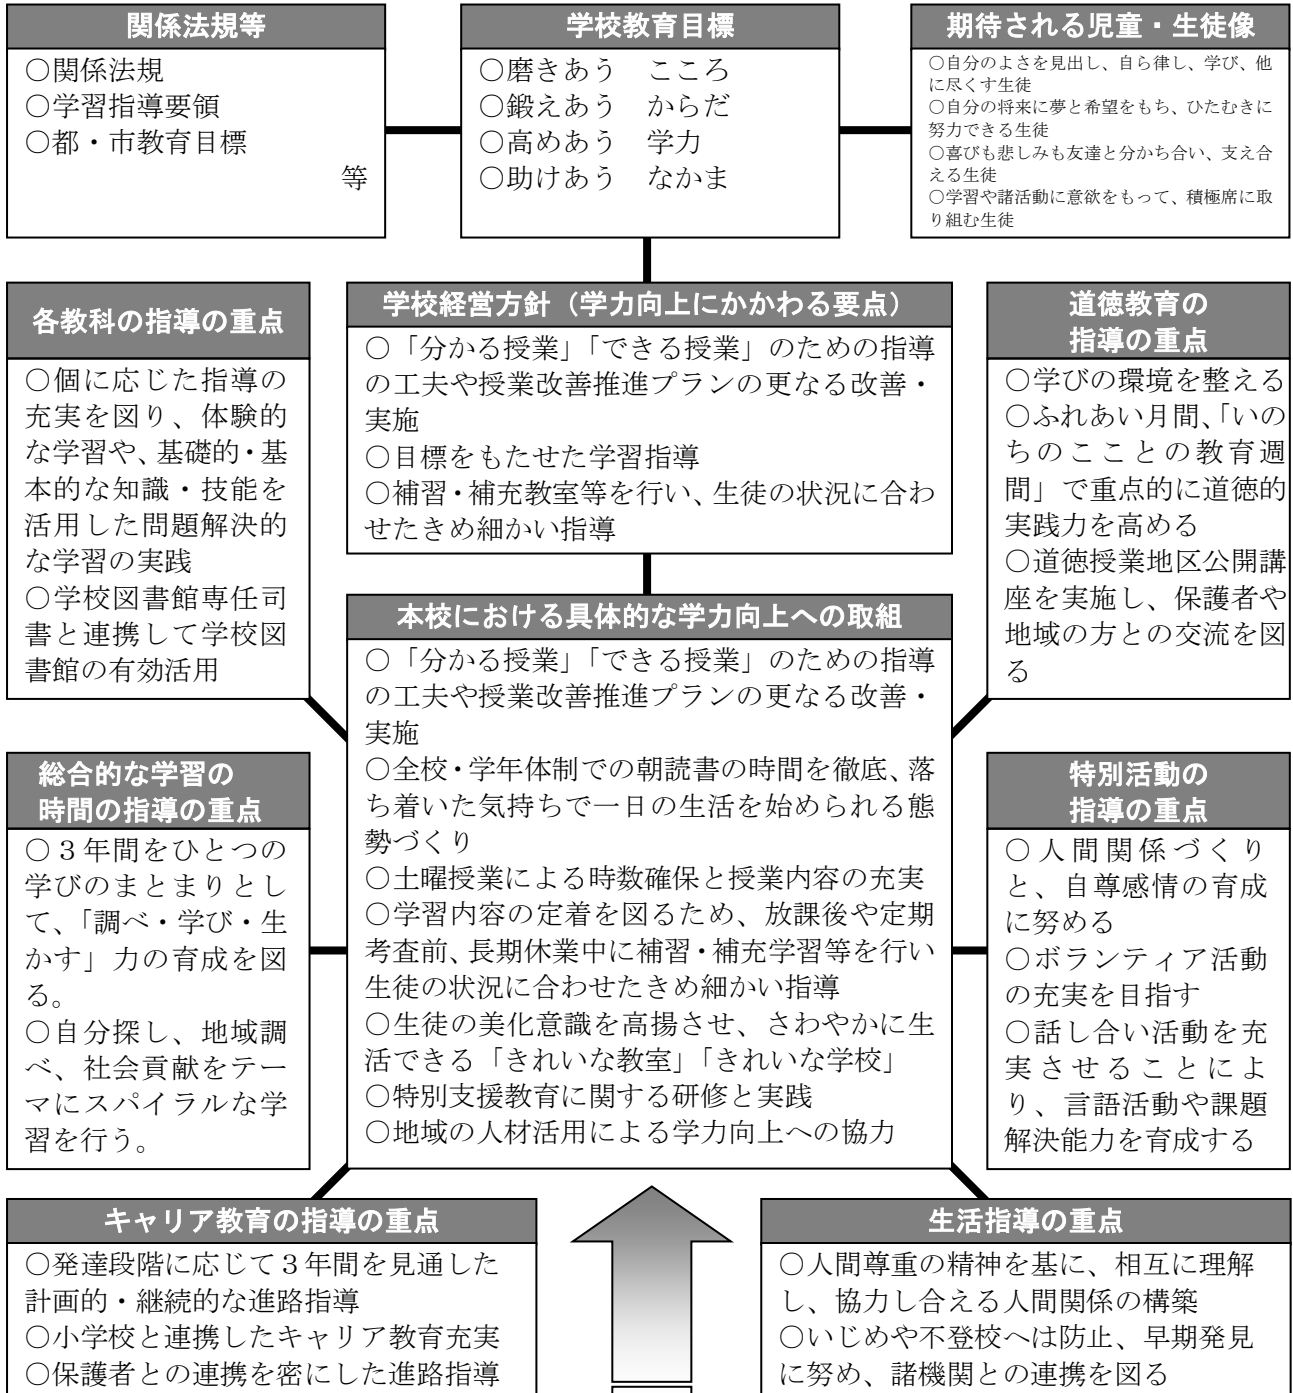 関係法規等
○関係法規
○学習指導要領
○都・市教育目標
等
学校教育目標
○磨きあう　こころ
○鍛えあう　からだ
○高めあう　学力
○助けあう　なかま
期待される児童・生徒像
○自分のよさを見出し、自ら律し、学び、他
に尽くす生徒
○自分の将来に夢と希望をもち、ひたむきに
努力できる生徒
○喜びも悲しみも友達と分かち合い、支え合
える生徒
○学習や諸活動に意欲をもって、積極席に取
り組む生徒
各教科の指導の重点
○個に応じた指導の
充実を図り、体験的
な学習や、基礎的・基
本的な知識・技能を
活用した問題解決的
な学習の実践
○学校図書館専任司
書と連携して学校図
書館の有効活用
学校経営方針（学力向上にかかわる要点）
○「分かる授業」「できる授業」のための指導
の工夫や授業改善推進プランの更なる改善・
実施
○目標をもたせた学習指導
○補習・補充教室等を行い、生徒の状況に合わ
せたきめ細かい指導
道徳教育の
指導の重点
○学びの環境を整える
○ふれあい月間、「いの
ちのこことの教育週
間」で重点的に道徳的
実践力を高める
○道徳授業地区公開講
座を実施し、保護者や
地域の方との交流を図
る
本校における具体的な学力向上への取組
○「分かる授業」「できる授業」のための指導
の工夫や授業改善推進プランの更なる改善・
実施
○全校・学年体制での朝読書の時間を徹底、落
ち着いた気持ちで一日の生活を始められる態
勢づくり
○土曜授業による時数確保と授業内容の充実
○学習内容の定着を図るため、放課後や定期
考査前、長期休業中に補習・補充学習等を行い
生徒の状況に合わせたきめ細かい指導
○生徒の美化意識を高揚させ、さわやかに生
活できる「きれいな教室」「きれいな学校」
○特別支援教育に関する研修と実践
○地域の人材活用による学力向上への協力
総合的な学習の
時間の指導の重点
○３年間をひとつの
学びのまとまりとし
て、「調べ・学び・生
かす」力の育成を図
る。
○自分探し、地域調
べ、社会貢献をテー
マにスパイラルな学
習を行う。
特別活動の
指導の重点
○人間関係づくり
と、自尊感情の育成
に努める
○ボランティア活動
の充実を目指す
○話し合い活動を充
実させることによ
り、言語活動や課題
解決能力を育成する
キャリア教育の指導の重点
○発達段階に応じて３年間を見通した
計画的・継続的な進路指導
○小学校と連携したキャリア教育充実
○保護者との連携を密にした進路指導
生活指導の重点
○人間尊重の精神を基に、相互に理解
し、協力し合える人間関係の構築
○いじめや不登校へは防止、早期発見
に努め、諸機関との連携を図る